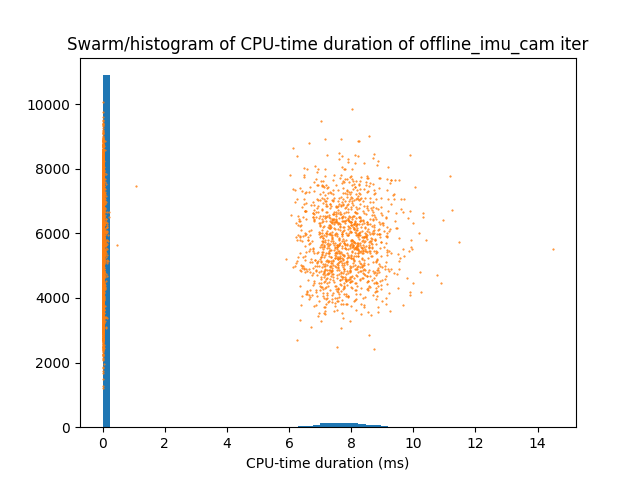 Swarm/histogram of CPU-time duration of offline_imu_cam iter
10000
8000
6000
4000
2000
0
0 2 4 6 8 10 12 14
CPU-time duration (ms)